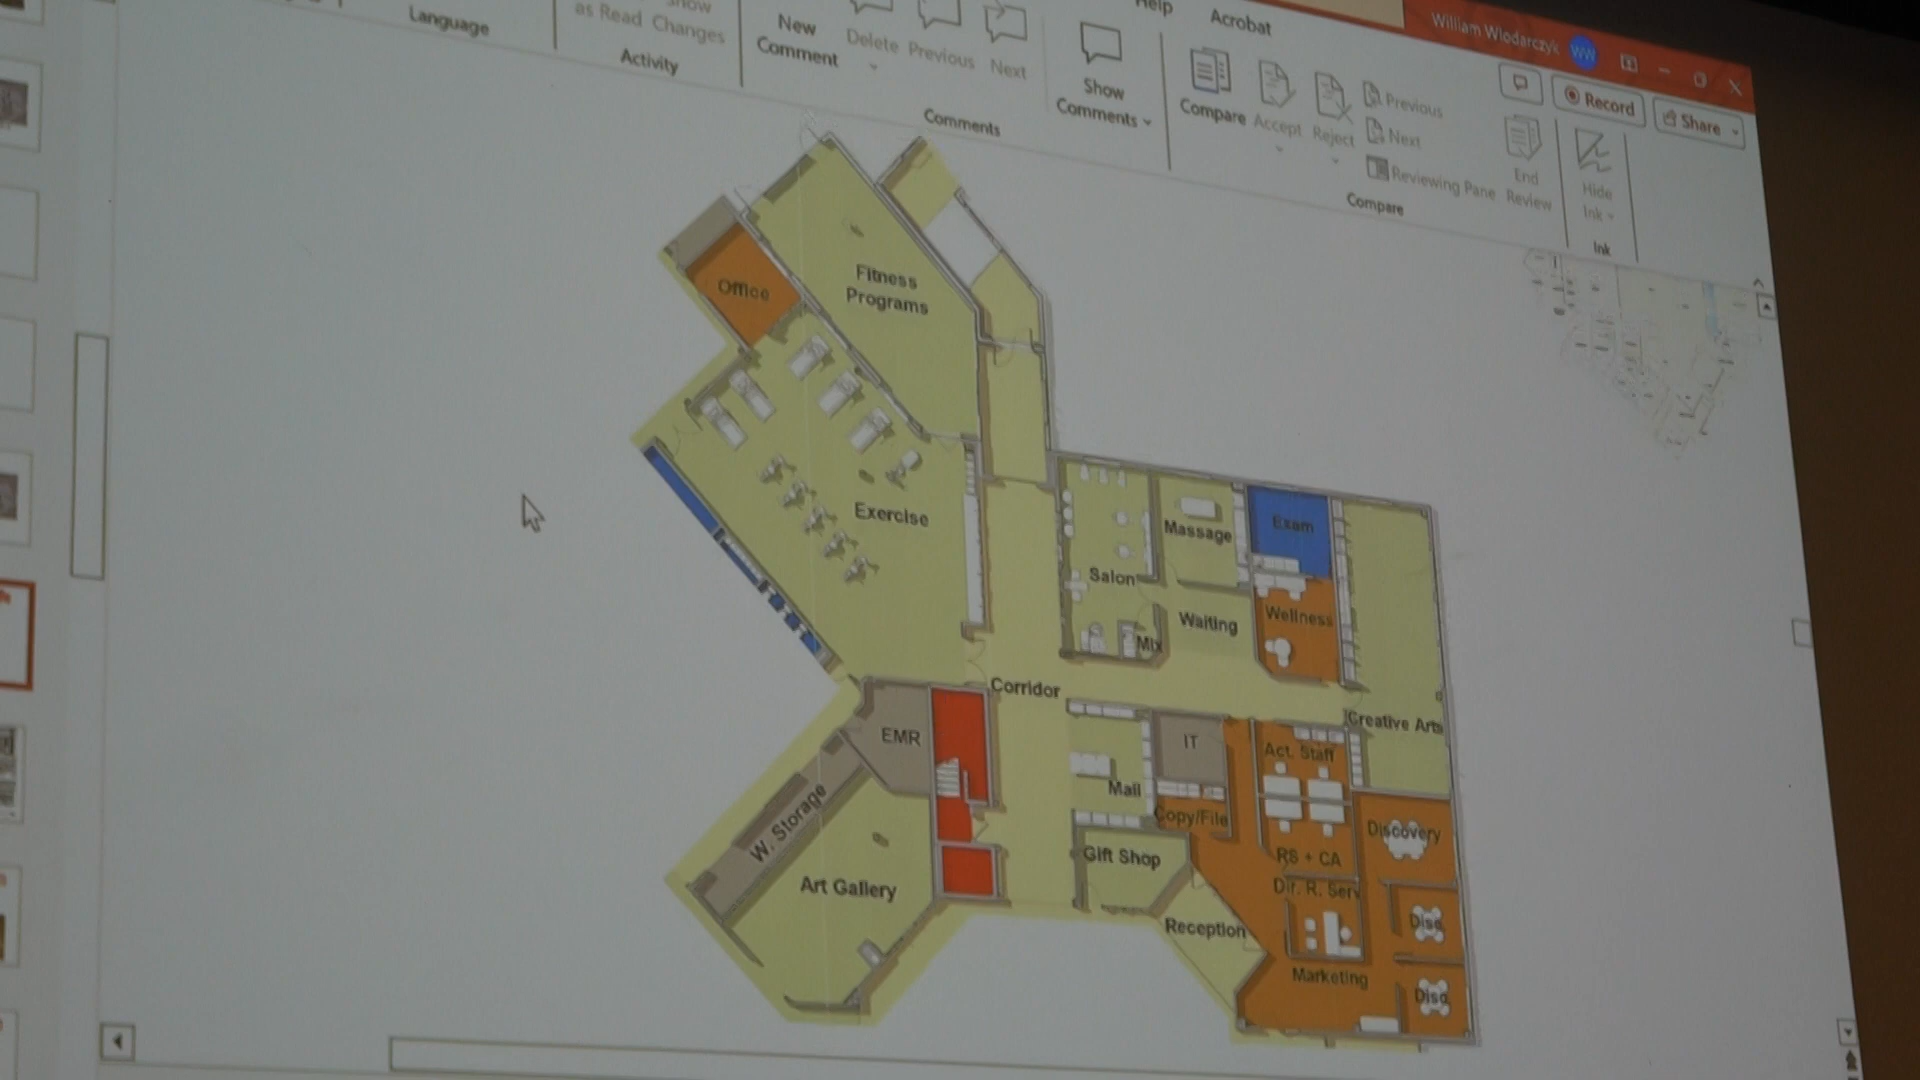 Language
as Read
Show
Changes
Activity
New
Comment
Delete
Previous
Next
Comments
Show
Comments
Help
Acrobat
Compare
Accept
Reject
Previous
Next
Reviewing Pane
Compare
End
Review
Hide
Ink
Ink
William Wlodarczyk
WW
Record
Share
Office
Fitness
Programs
Exercise
Massage
Exam
Salon
Waiting
Wellness
Mix
Corridor
Creative Arts
EMR
IT
Act. Staff
Mail
W. Storage
Copy/File
Discovery
Gift Shop
RS + CA
Art Gallery
Dir. R. Serv
Reception
Disc
Marketing
Disc